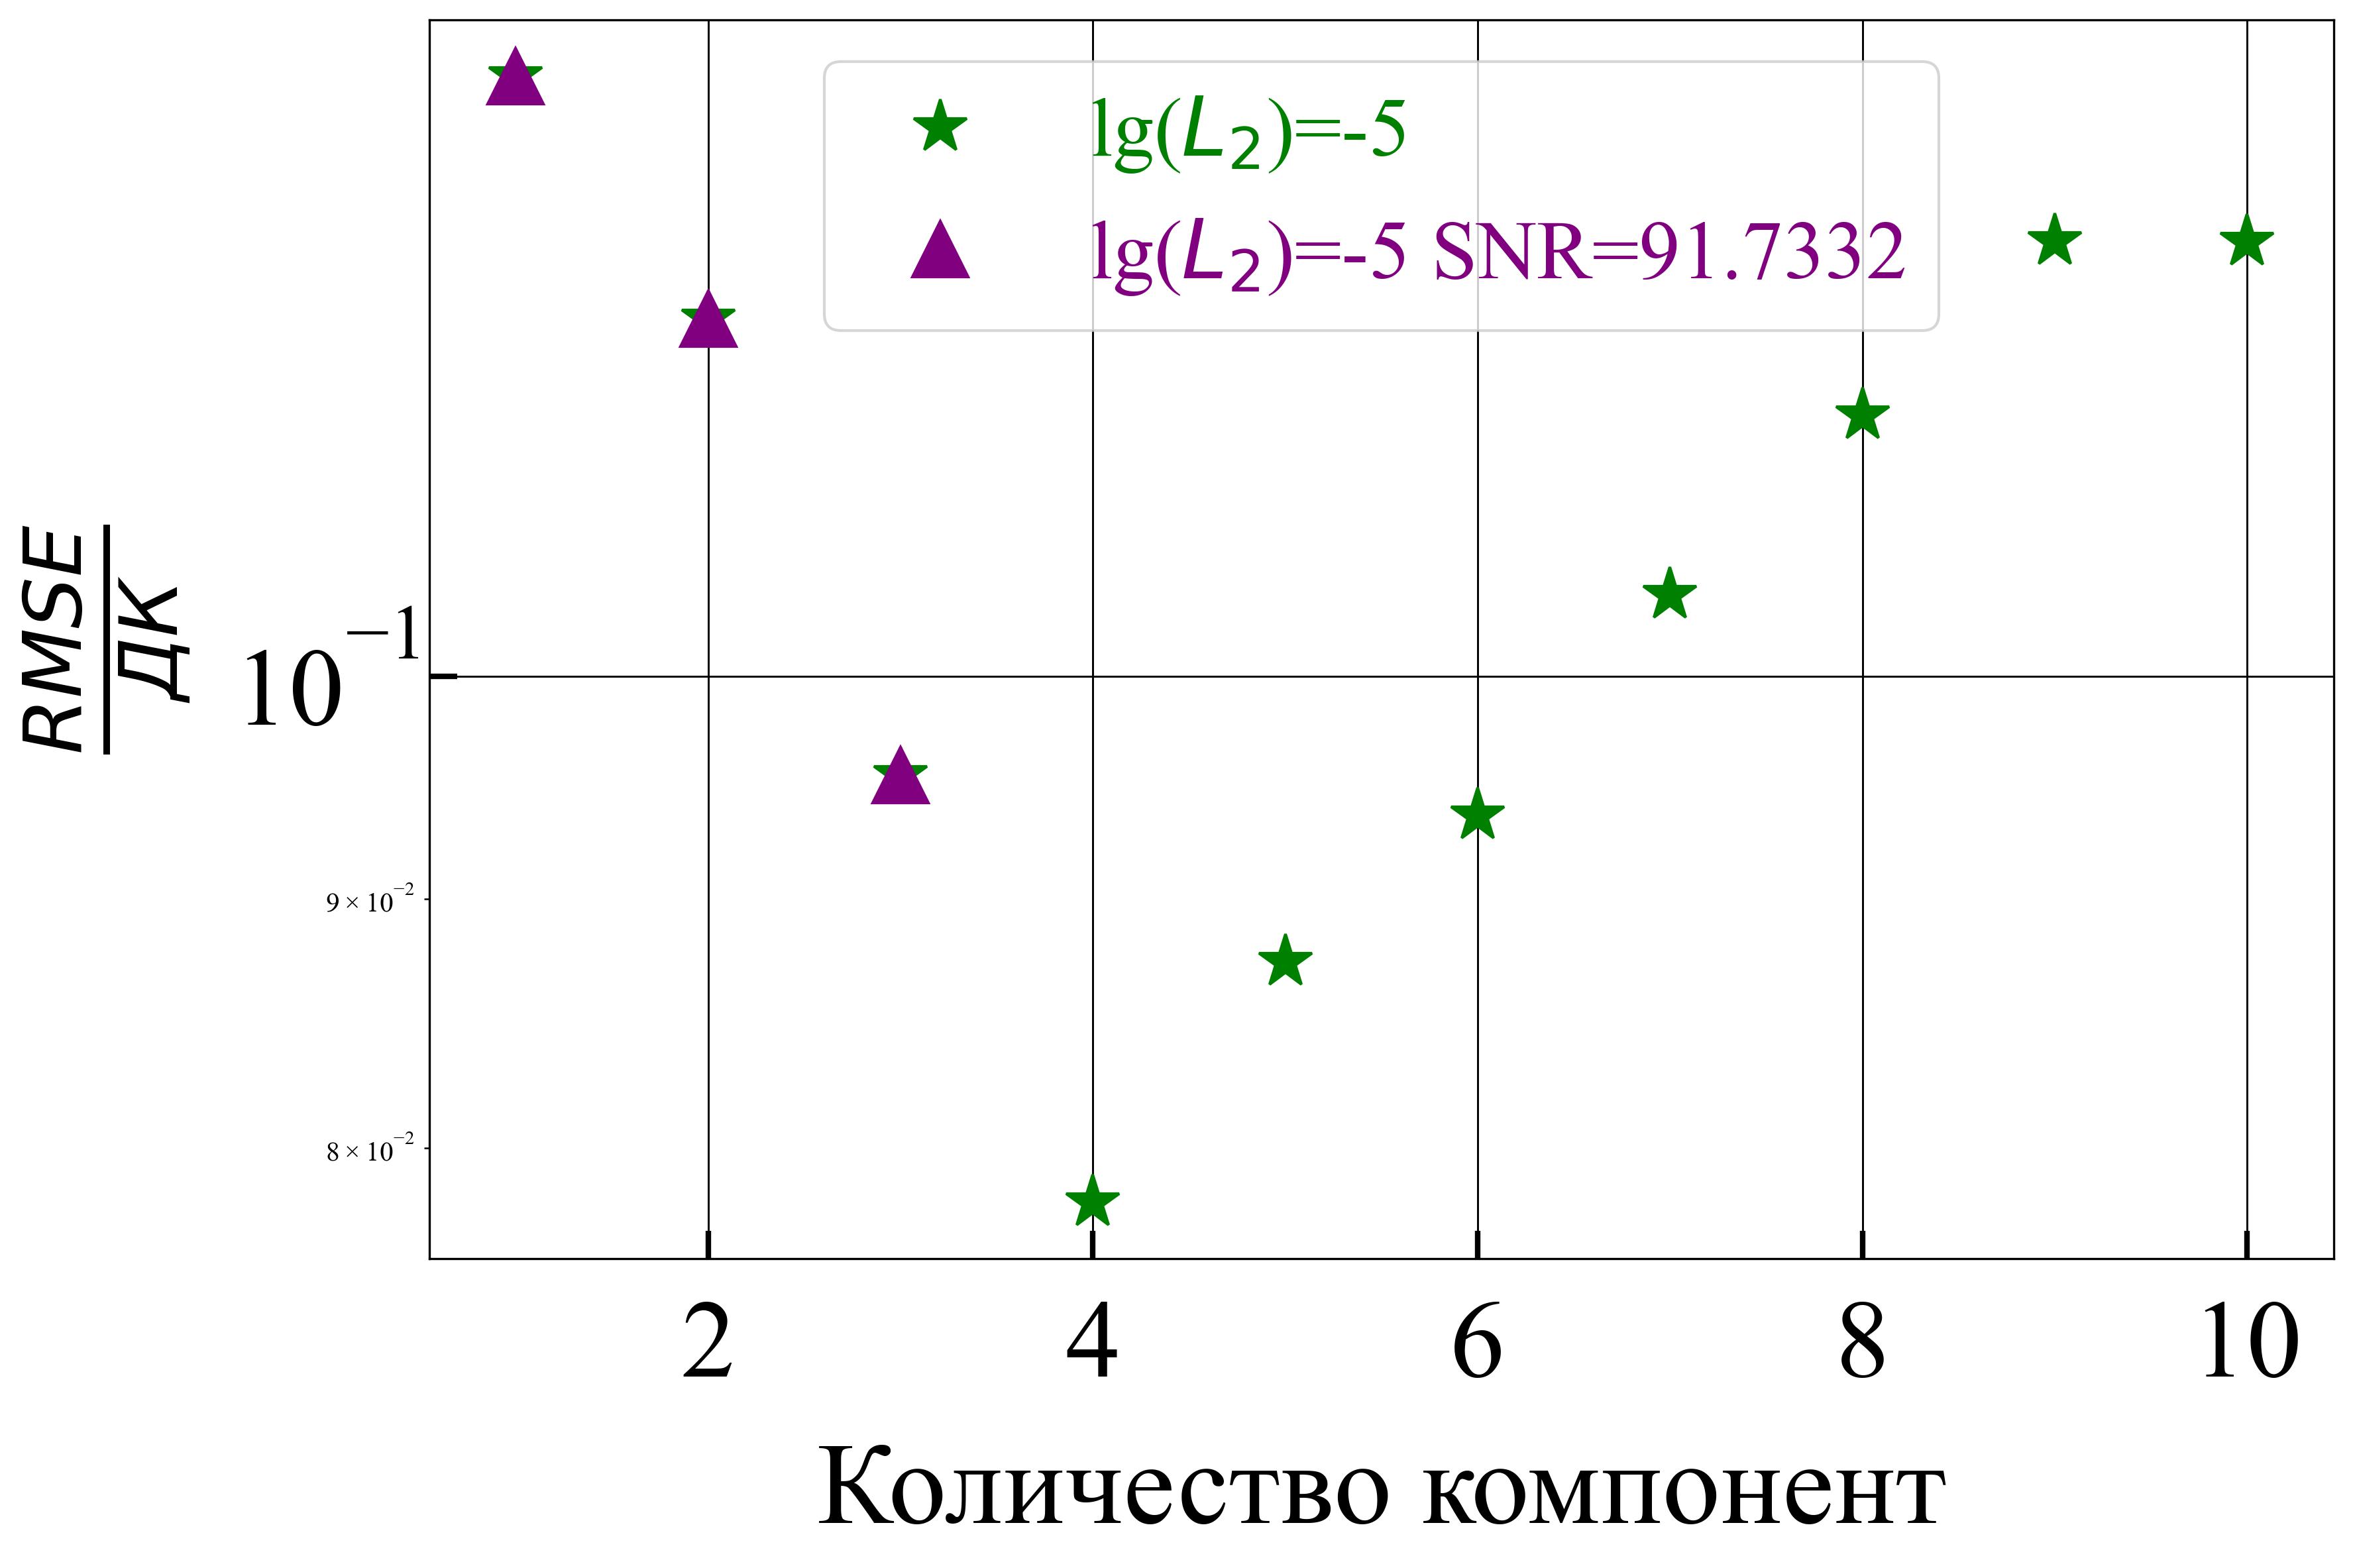 lg(L₂)=-5
lg(L₂)=-5 SNR=91.7332
RMSE
ДК
10⁻¹
9 × 10⁻²
8 × 10⁻²
2 4 6 8 10
Количество компонент